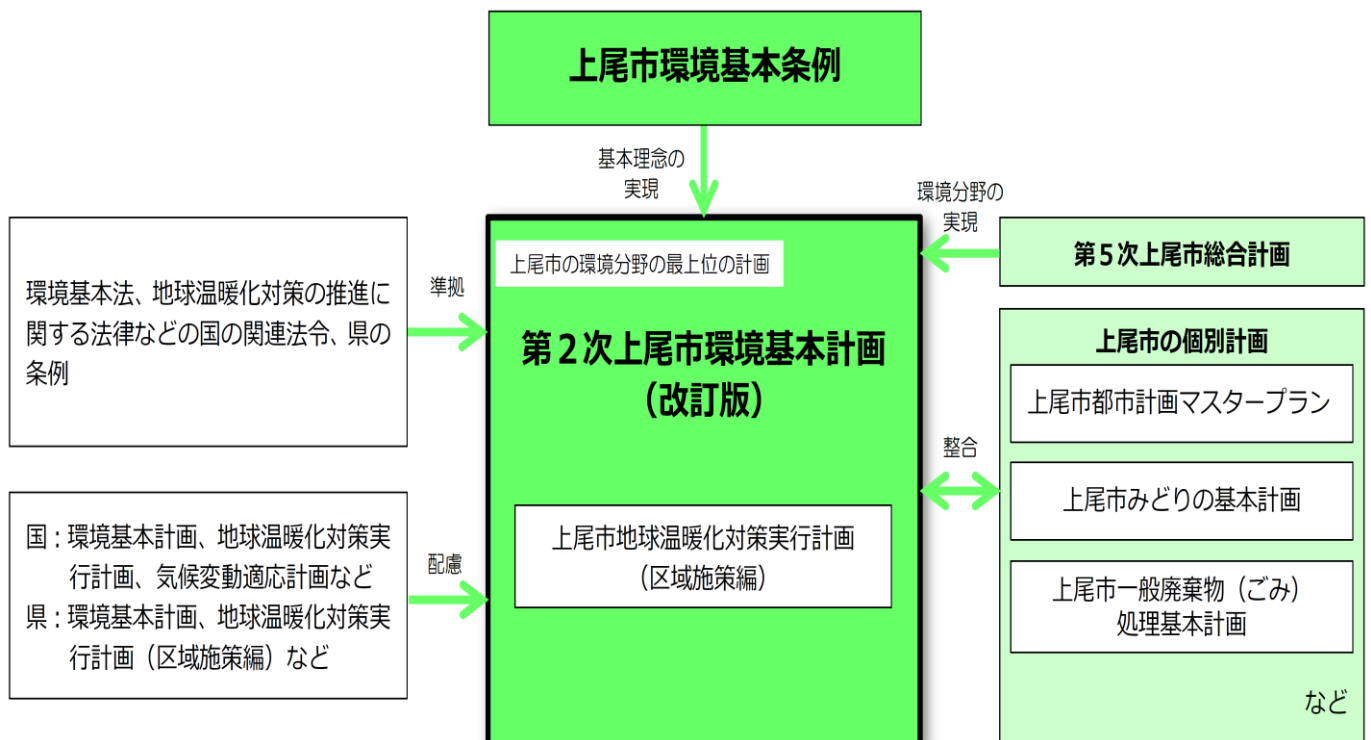 上尾市環境基本条例
基本理念の
実現
環境分野の
実現
第5次上尾市総合計画
環境基本法、地球温暖化対策の推進に
関する法律などの国の関連法令、県の
条例
準拠
上尾市の環境分野の最上位の計画
第2次上尾市環境基本計画
（改訂版）
上尾市地球温暖化対策実行計画
（区域施策編）
国：環境基本計画、地球温暖化対策実
行計画、気候変動適応計画など
県：環境基本計画、地球温暖化対策実
行計画（区域施策編）など
配慮
整合
上尾市の個別計画
上尾市都市計画マスタープラン
上尾市みどりの基本計画
上尾市一般廃棄物（ごみ）
処理基本計画
など